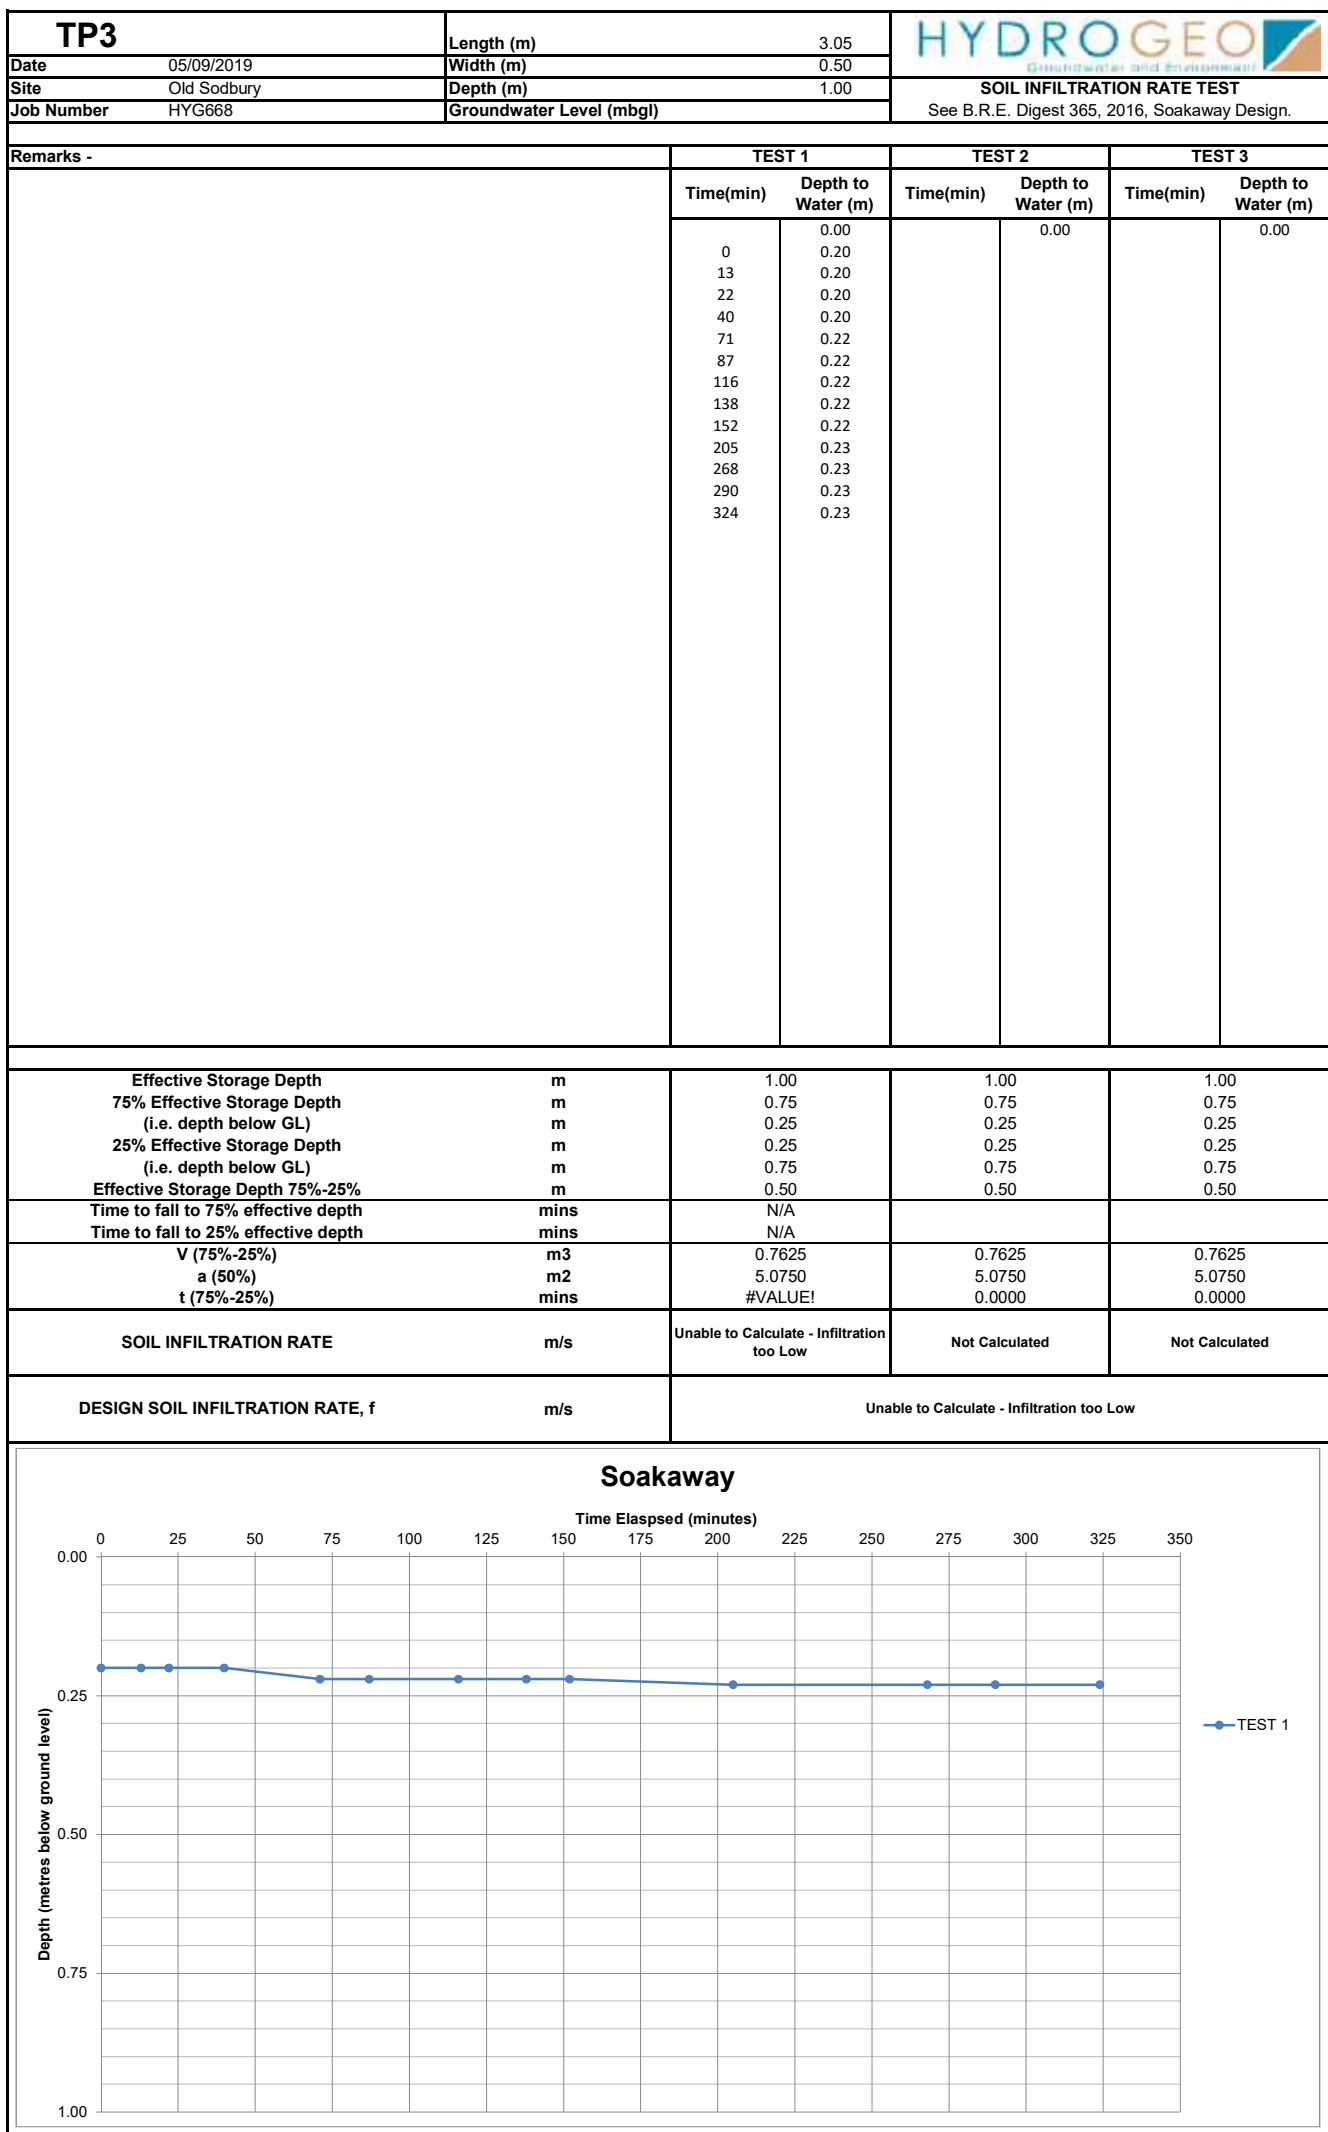 TP3
Length (m) 3.05
HYDROGEO
Groundwater and Environment
Date 05/09/2019 Width (m) 0.50
Site Old Sodbury Depth (m) 1.00 SOIL INFILTRATION RATE TEST
Job Number HYG668 Groundwater Level (mbgl) See B.R.E. Digest 365, 2016, Soakaway Design.
Remarks - TEST 1 TEST 2 TEST 3
Time(min) Depth to Water (m) Time(min) Depth to Water (m) Time(min) Depth to Water (m)
0.00 0.00 0.00
0 0.20
13 0.20
22 0.20
40 0.20
71 0.22
87 0.22
116 0.22
138 0.22
152 0.22
205 0.23
268 0.23
290 0.23
324 0.23
Effective Storage Depth m 1.00 1.00 1.00
75% Effective Storage Depth m 0.75 0.75 0.75
(i.e. depth below GL) m 0.25 0.25 0.25
25% Effective Storage Depth m 0.25 0.25 0.25
(i.e. depth below GL) m 0.75 0.75 0.75
Effective Storage Depth 75%-25% m 0.50 0.50 0.50
Time to fall to 75% effective depth mins N/A
Time to fall to 25% effective depth mins N/A
V (75%-25%) m3 0.7625 0.7625 0.7625
a (50%) m2 5.0750 5.0750 5.0750
t (75%-25%) mins #VALUE! 0.0000 0.0000
SOIL INFILTRATION RATE m/s Unable to Calculate - Infiltration too Low Not Calculated Not Calculated
DESIGN SOIL INFILTRATION RATE, f m/s Unable to Calculate - Infiltration too Low
Soakaway
Time Elaspsed (minutes)
0 25 50 75 100 125 150 175 200 225 250 275 300 325 350
0.00
0.25
0.50
0.75
1.00
Depth (metres below ground level)
TEST 1